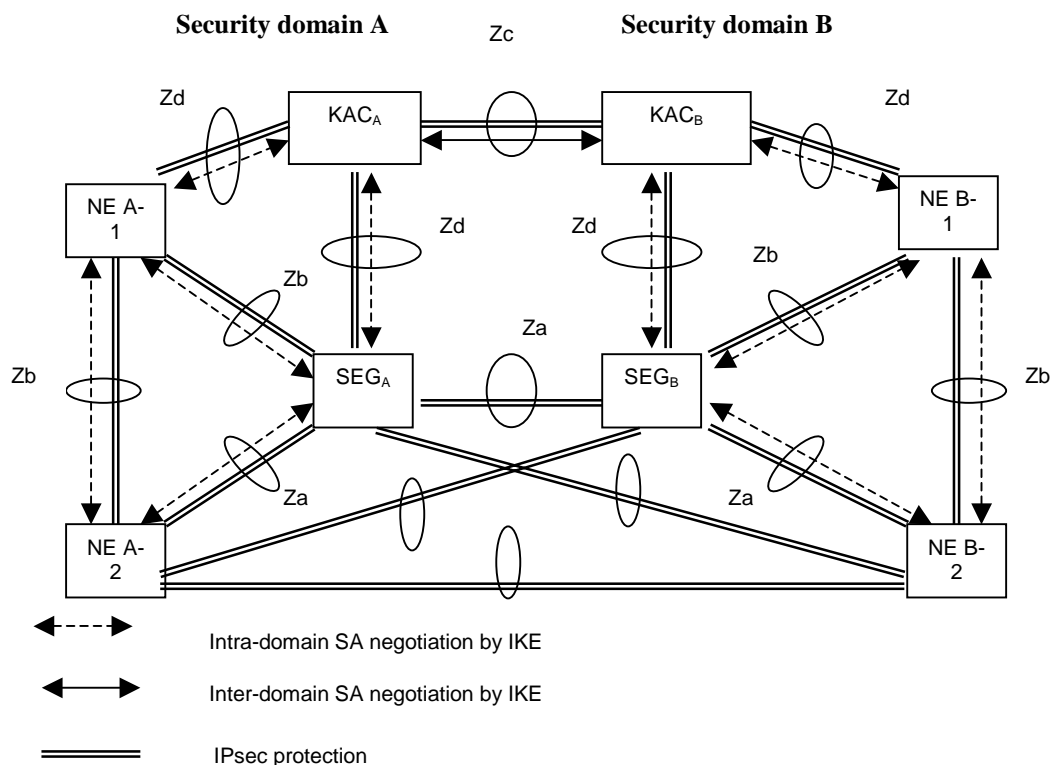 Security domain A
Zc
Security domain B
Zd
KACA
KACB
Zd
NE A-
1
Zd
Zd
NE B-
1
Zb
Zb
Za
Zb
SEGA
SEGB
Zb
Za
Za
NE A-
2
NE B-
2
Intra-domain SA negotiation by IKE
Inter-domain SA negotiation by IKE
IPsec protection